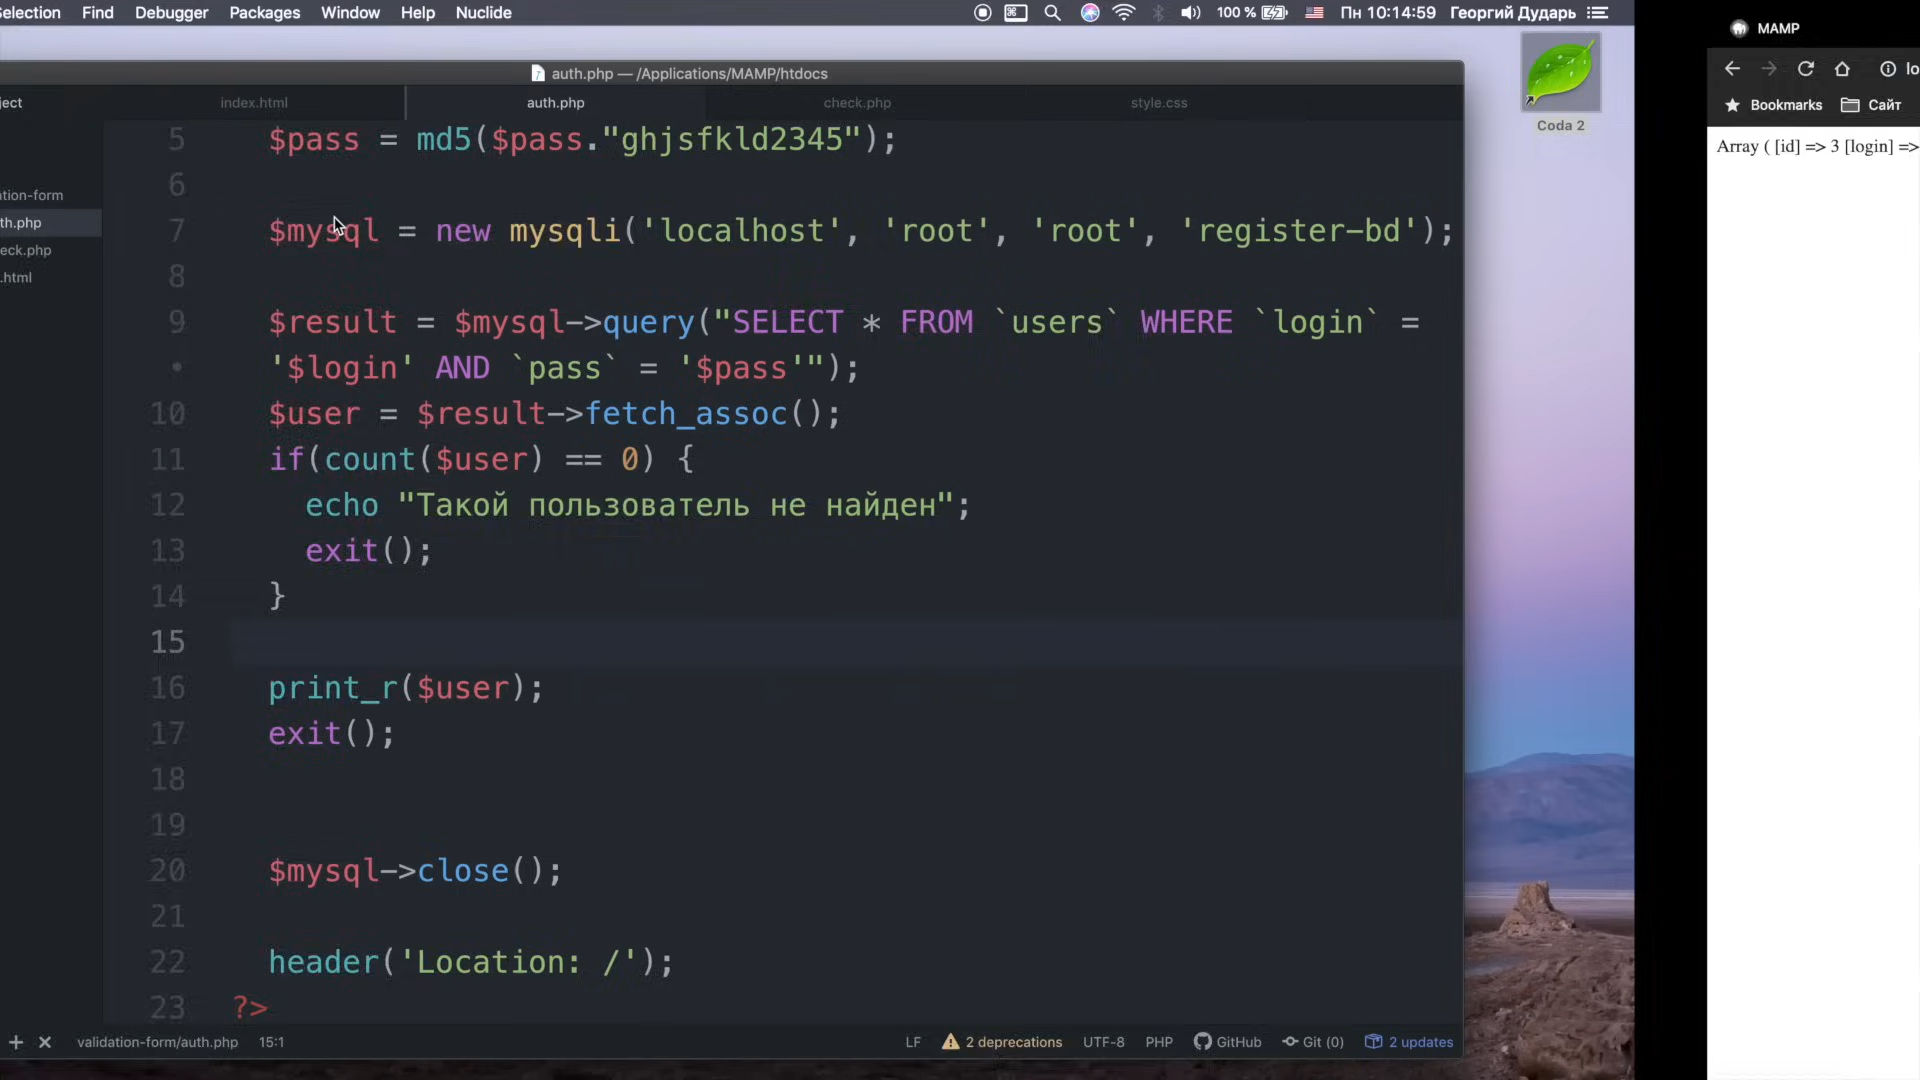 Selection Find Debugger Packages Window Help Nuclide 100 % Пн 10:14:59 Георгий Дударь
MAMP
auth.php — /Applications/MAMP/htdocs
Bookmarks Сайт
index.html auth.php check.php style.css
Coda 2
Array ( [id] => 3 [login] =>
5 $pass = md5($pass."ghjsfkld2345");
6
7 $mysql = new mysqli('localhost', 'root', 'root', 'register-bd');
8
9 $result = $mysql->query("SELECT * FROM `users` WHERE `login` =
• '$login' AND `pass` = '$pass'");
10 $user = $result->fetch_assoc();
11 if(count($user) == 0) {
12 echo "Такой пользователь не найден";
13 exit();
14 }
15
16 print_r($user);
17 exit();
18
19
20 $mysql->close();
21
22 header('Location: /');
23 ?>
validation-form/auth.php 15:1 LF 2 deprecations UTF-8 PHP GitHub Git (0) 2 updates